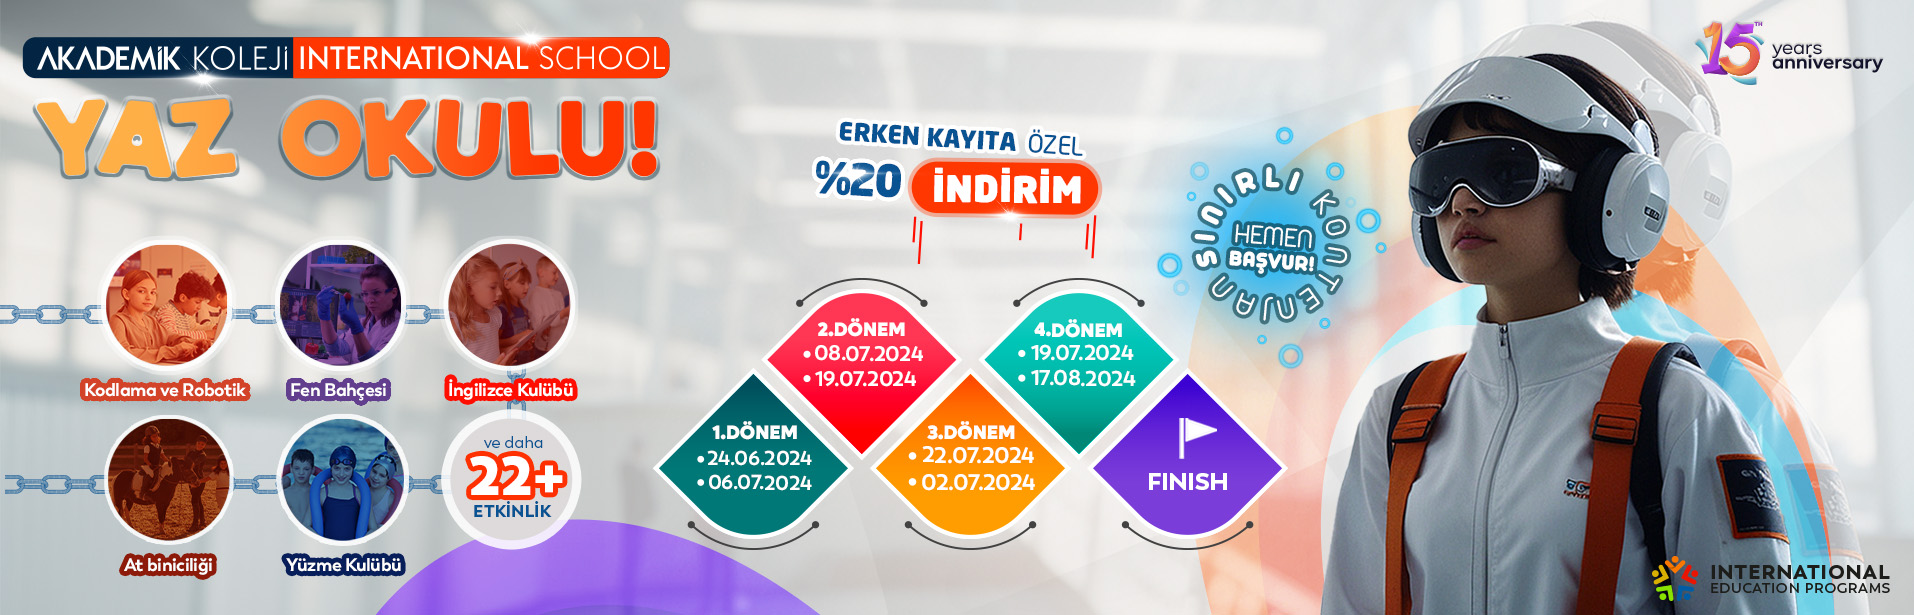 AKADEMİK KOLEJİ INTERNATIONAL SCHOOL
YAZ OKULU!
Kodlama ve Robotik
Fen Bahçesi
İngilizce Kulübü
At biniciliği
Yüzme Kulübü
ve daha
22+
ETKİNLİK
ERKEN KAYITA ÖZEL
%20 İNDİRİM
1.DÖNEM
• 24.06.2024
• 06.07.2024
2.DÖNEM
• 08.07.2024
• 19.07.2024
3.DÖNEM
• 22.07.2024
• 02.07.2024
4.DÖNEM
• 19.07.2024
• 17.08.2024
FINISH
SINIRLI KONTENJAN
HEMEN
BAŞVUR!
15TH years
anniversary
INTERNATIONAL
EDUCATION PROGRAMS